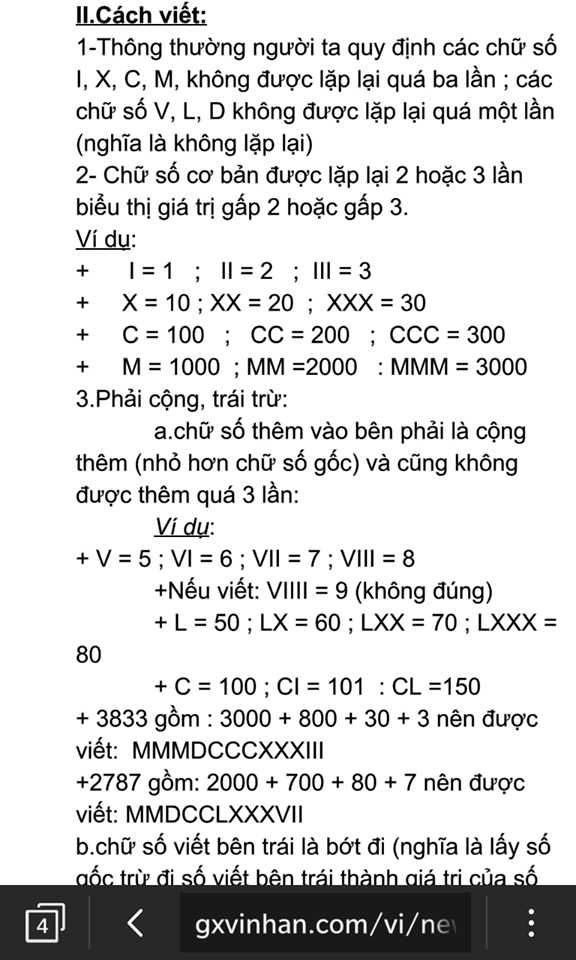 II.Cách viết:
1-Thông thường người ta quy định các chữ số
I, X, C, M, không được lặp lại quá ba lần ; các
chữ số V, L, D không được lặp lại quá một lần
(nghĩa là không lặp lại)
2- Chữ số cơ bản được lặp lại 2 hoặc 3 lần
biểu thị giá trị gấp 2 hoặc gấp 3.
Ví dụ:
+ I = 1 ; II = 2 ; III = 3
+ X = 10 ; XX = 20 ; XXX = 30
+ C = 100 ; CC = 200 ; CCC = 300
+ M = 1000 ; MM =2000 : MMM = 3000
3.Phải cộng, trái trừ:
a.chữ số thêm vào bên phải là cộng
thêm (nhỏ hơn chữ số gốc) và cũng không
được thêm quá 3 lần:
Ví dụ:
+ V = 5 ; VI = 6 ; VII = 7 ; VIII = 8
+Nếu viết: VIIII = 9 (không đúng)
+ L = 50 ; LX = 60 ; LXX = 70 ; LXXX =
80
+ C = 100 ; CI = 101 : CL =150
+ 3833 gồm : 3000 + 800 + 30 + 3 nên được
viết: MMMDCCCXXXIII
+2787 gồm: 2000 + 700 + 80 + 7 nên được
viết: MMDCCLXXXVII
b.chữ số viết bên trái là bớt đi (nghĩa là lấy số
gốc trừ đi số viết bên trái thành giá trị của số
4 gxvinhan.com/vi/ne